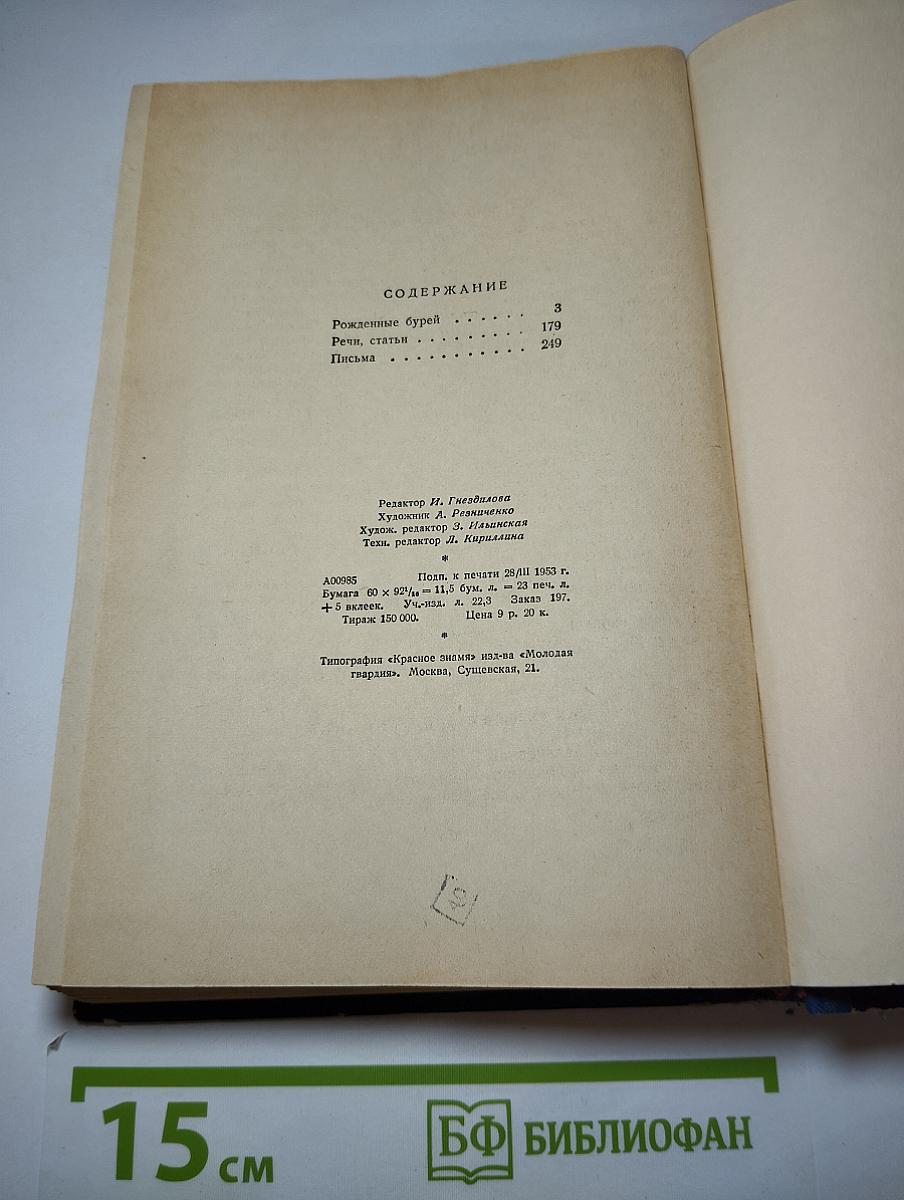 СОДЕРЖАНИЕ
Рожденные бурей . . . . . . 3
Речи, статьи . . . . . . . . . 179
Письма . . . . . . . . . . . 249
Редактор И. Гнездилова
Художник А. Резниченко
Худож. редактор З. Ильинская
Техн. редактор Л. Кириллина
*
А00985 Подп. к печати 28/III 1953 г.
Бумага 60 × 92¹/₁₆ = 11,5 бум. л. = 23 печ. л.
+ 5 вклеек. Уч.-изд. л. 22,3 Заказ 197.
Тираж 150 000. Цена 9 р. 20 к.
*
Типография «Красное знамя» изд-ва «Молодая
гвардия». Москва, Сущевская, 21.
40
15 см
БФ БИБЛИОФАН